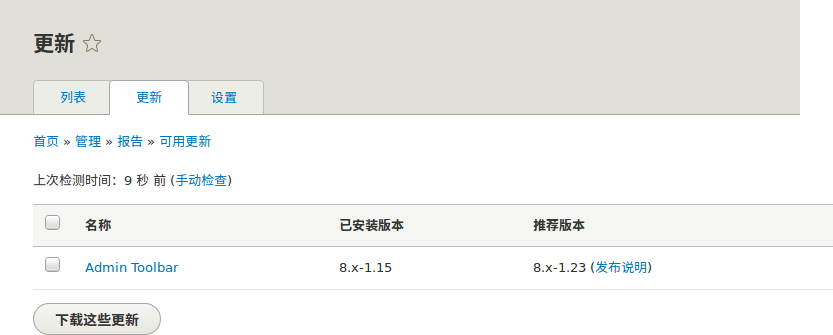 更新
列表 更新 设置
首页 » 管理 » 报告 » 可用更新
上次检测时间：9 秒 前 (手动检查)
名称 已安装版本 推荐版本
Admin Toolbar 8.x-1.15 8.x-1.23 (发布说明)
下载这些更新